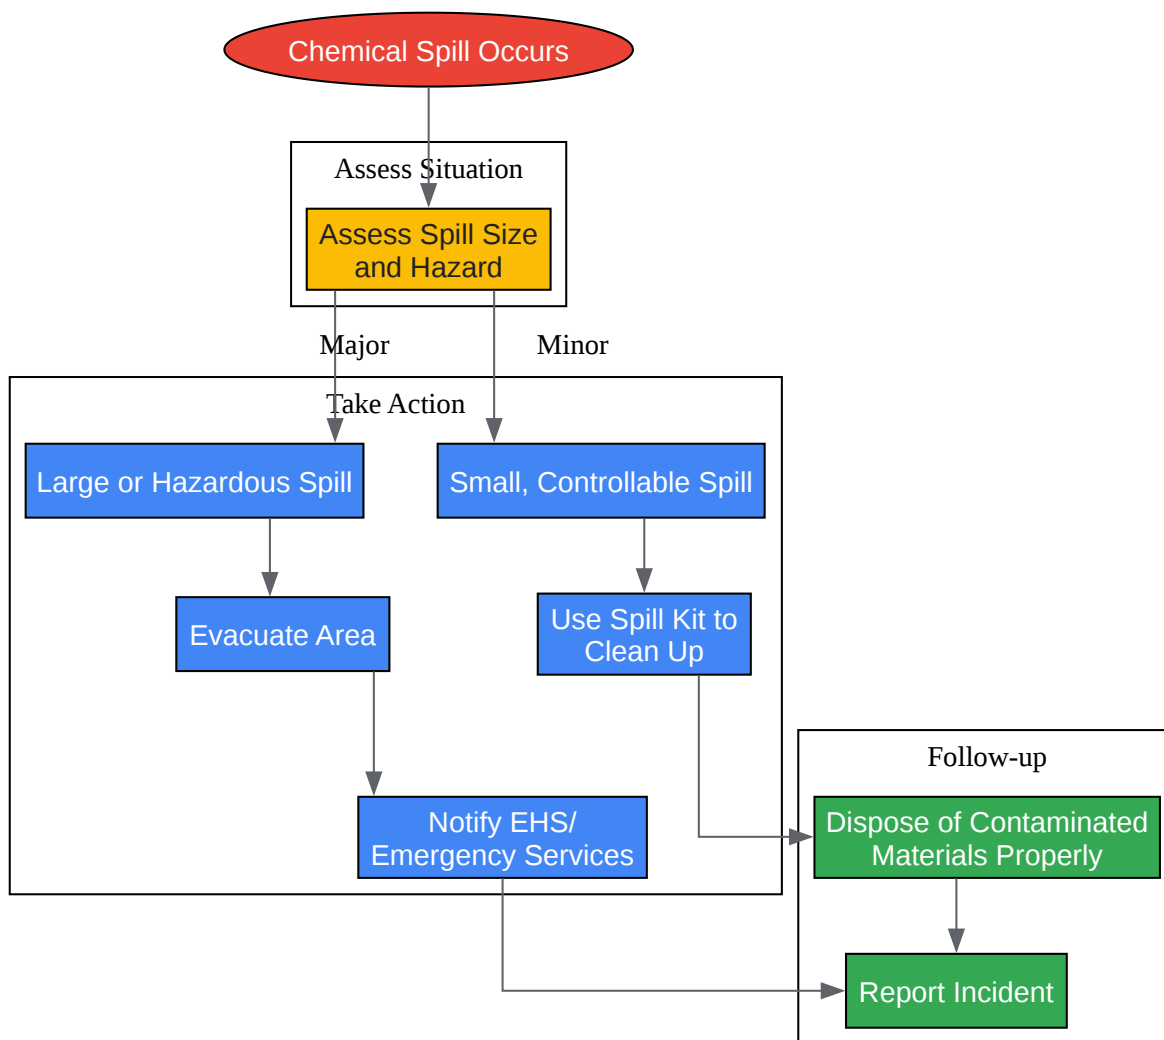 Chemical Spill Occurs
Assess Situation
Assess Spill Size
and Hazard
Major
Minor
Take Action
Large or Hazardous Spill
Small, Controllable Spill
Evacuate Area
Use Spill Kit to
Clean Up
Follow-up
Notify EHS/
Emergency Services
Dispose of Contaminated
Materials Properly
Report Incident